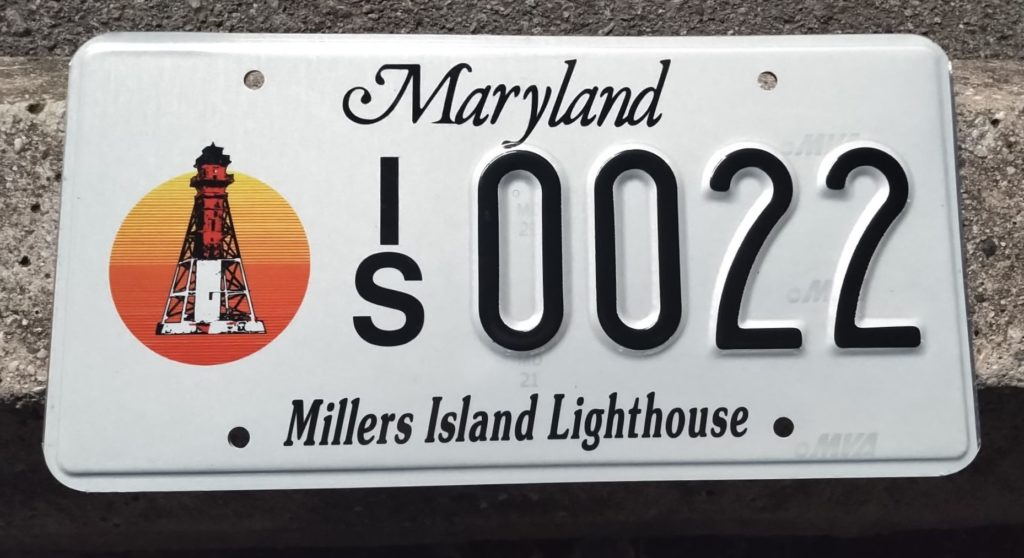 Maryland
IS 0022
Millers Island Lighthouse